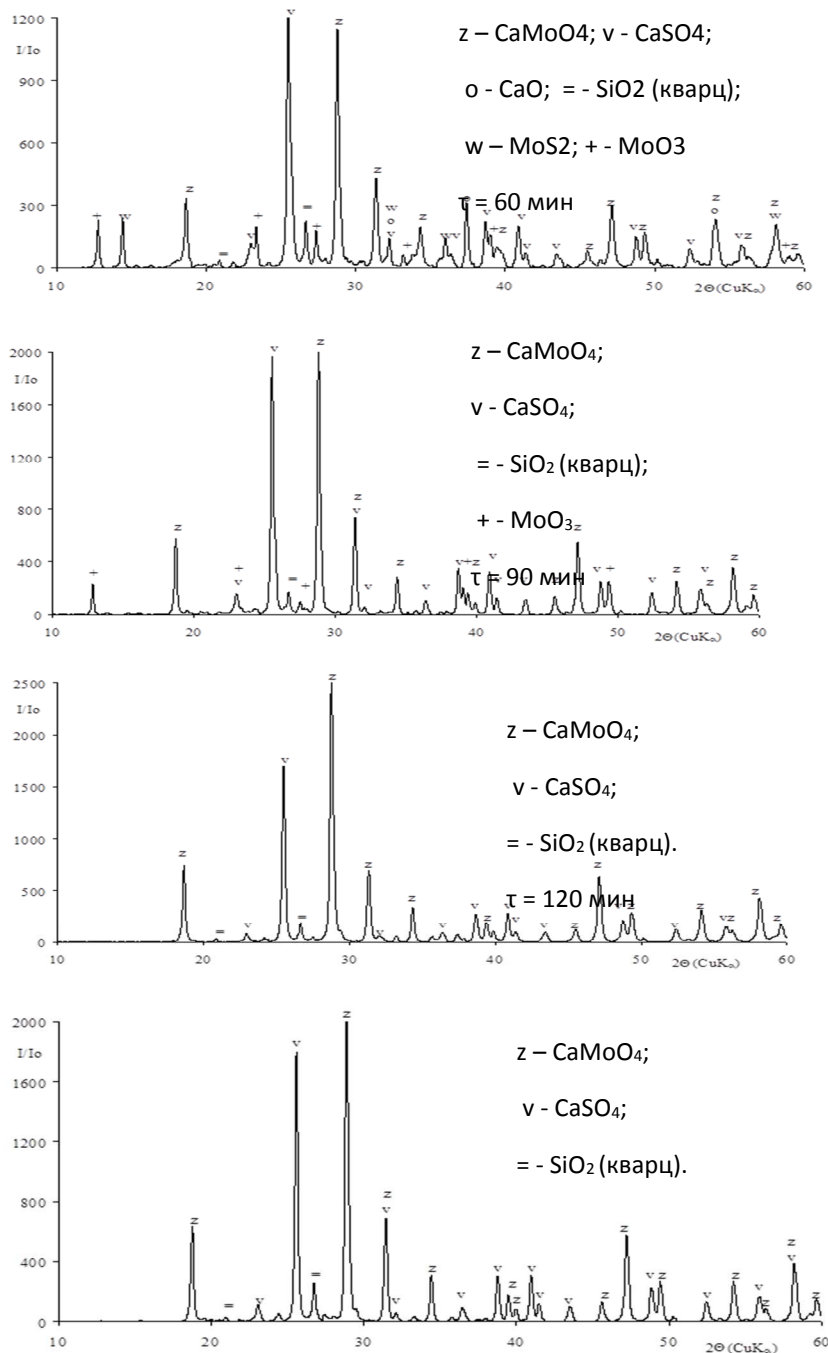 1200
I/Io
900
600
300
0
z – CaMoO4; v - CaSO4;
o - CaO; = - SiO2 (кварц);
w – MoS2; + - MoO3
τ = 60 мин
+ w z = v + v = + z z w o v + z w v o v + z v v v z z v z v z o v z w + z
10 20 30 40 50 60
2Θ(CuKα)
2000
I/Io
1600
1200
800
400
0
z – CaMoO₄;
v - CaSO₄;
= - SiO₂ (кварц);
+ - MoO₃
τ = 90 мин
+ z + v v = + z z v v z v v + z v z v + v z v z z z
10 20 30 40 50 60
2Θ(CuKα)
2500
I/Io
2000
1500
1000
500
0
z – CaMoO₄;
v - CaSO₄;
= - SiO₂ (кварц).
τ = 120 мин
z = v v = z z v z v v z v v v z z v z v z v z z z
10 20 30 40 50 60
2Θ(CuKα)
2000
I/Io
1600
1200
800
400
0
z – CaMoO₄;
v - CaSO₄;
= - SiO₂ (кварц).
z = v v = z z v v z v v z z v v v z z v z v z v z z v z
10 20 30 40 50 60
2Θ(CuKα)